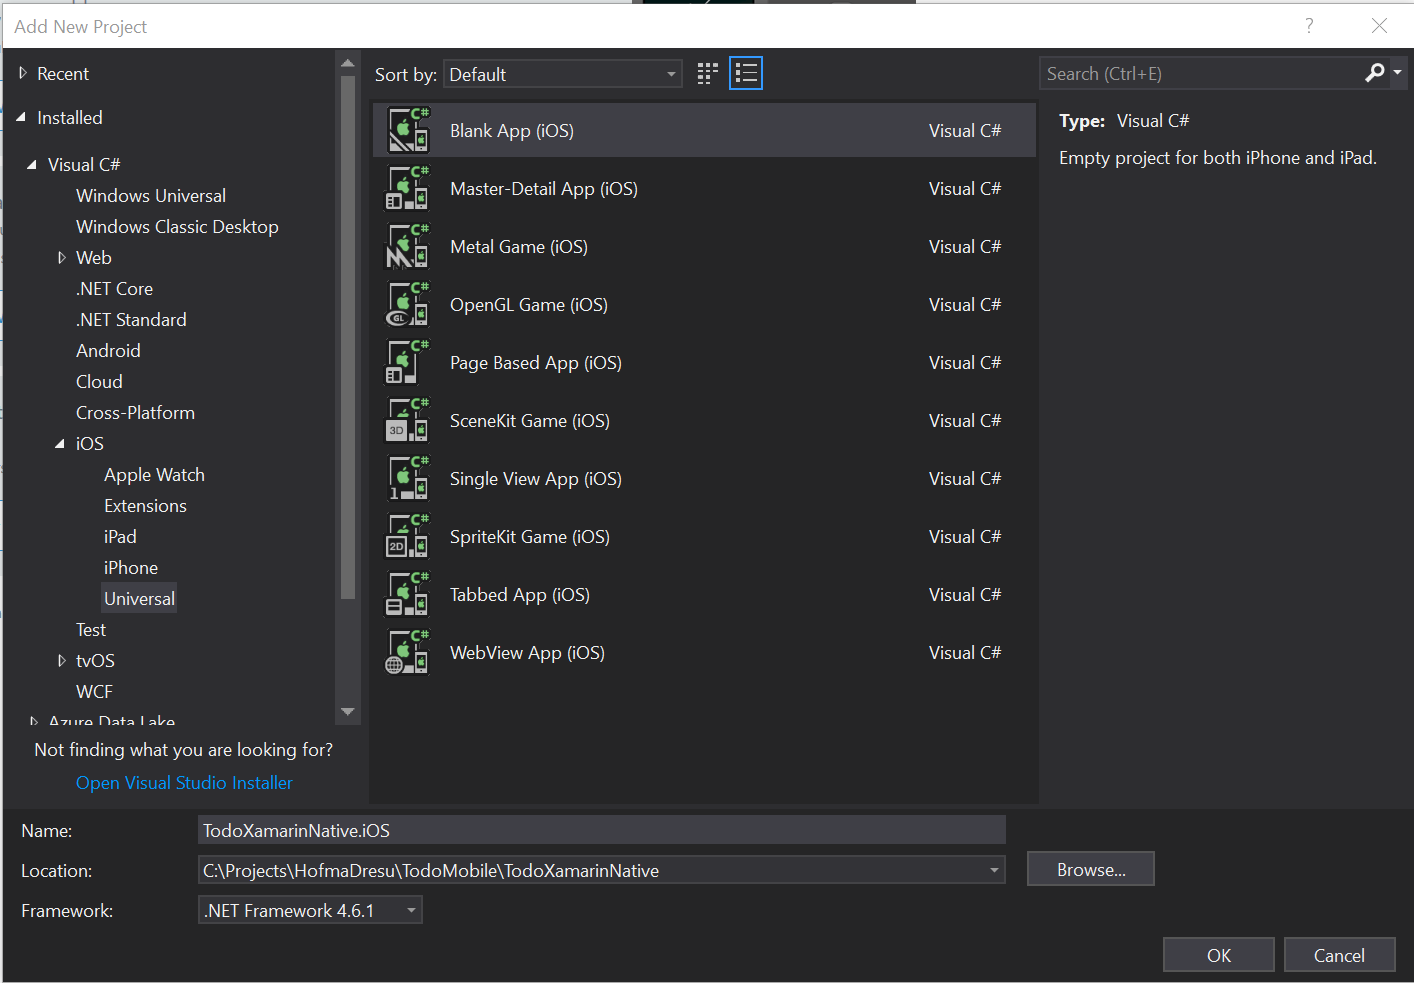 Add New Project
?
Recent
Installed
Visual C#
Windows Universal
Windows Classic Desktop
Web
.NET Core
.NET Standard
Android
Cloud
Cross-Platform
iOS
Apple Watch
Extensions
iPad
iPhone
Universal
Test
tvOS
WCF
Azure Data Lake
Not finding what you are looking for?
Open Visual Studio Installer
Sort by: Default
Search (Ctrl+E)
Blank App (iOS) Visual C#
Master-Detail App (iOS) Visual C#
Metal Game (iOS) Visual C#
OpenGL Game (iOS) Visual C#
Page Based App (iOS) Visual C#
SceneKit Game (iOS) Visual C#
Single View App (iOS) Visual C#
SpriteKit Game (iOS) Visual C#
Tabbed App (iOS) Visual C#
WebView App (iOS) Visual C#
Type: Visual C#
Empty project for both iPhone and iPad.
Name: TodoXamarinNative.iOS
Location: C:\Projects\HofmaDresu\TodoMobile\TodoXamarinNative
Browse...
Framework: .NET Framework 4.6.1
OK
Cancel